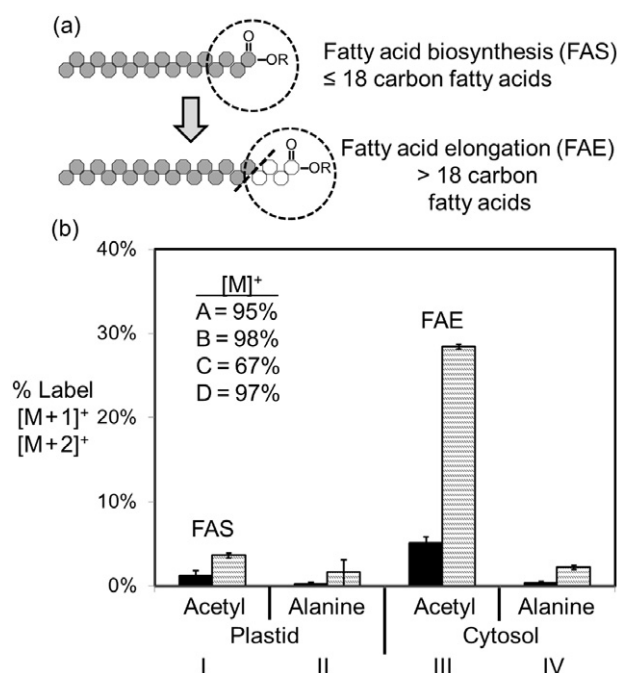 (a)
O
OR
Fatty acid biosynthesis (FAS)
≤ 18 carbon fatty acids
O
OR
Fatty acid elongation (FAE)
> 18 carbon
fatty acids
(b)
40%
30%
20%
10%
0%
% Label
[M+1]⁺
[M+2]⁺
[M]⁺
A = 95%
B = 98%
C = 67%
D = 97%
FAS
FAE
Acetyl Alanine Acetyl Alanine
Plastid Cytosol
I II III IV